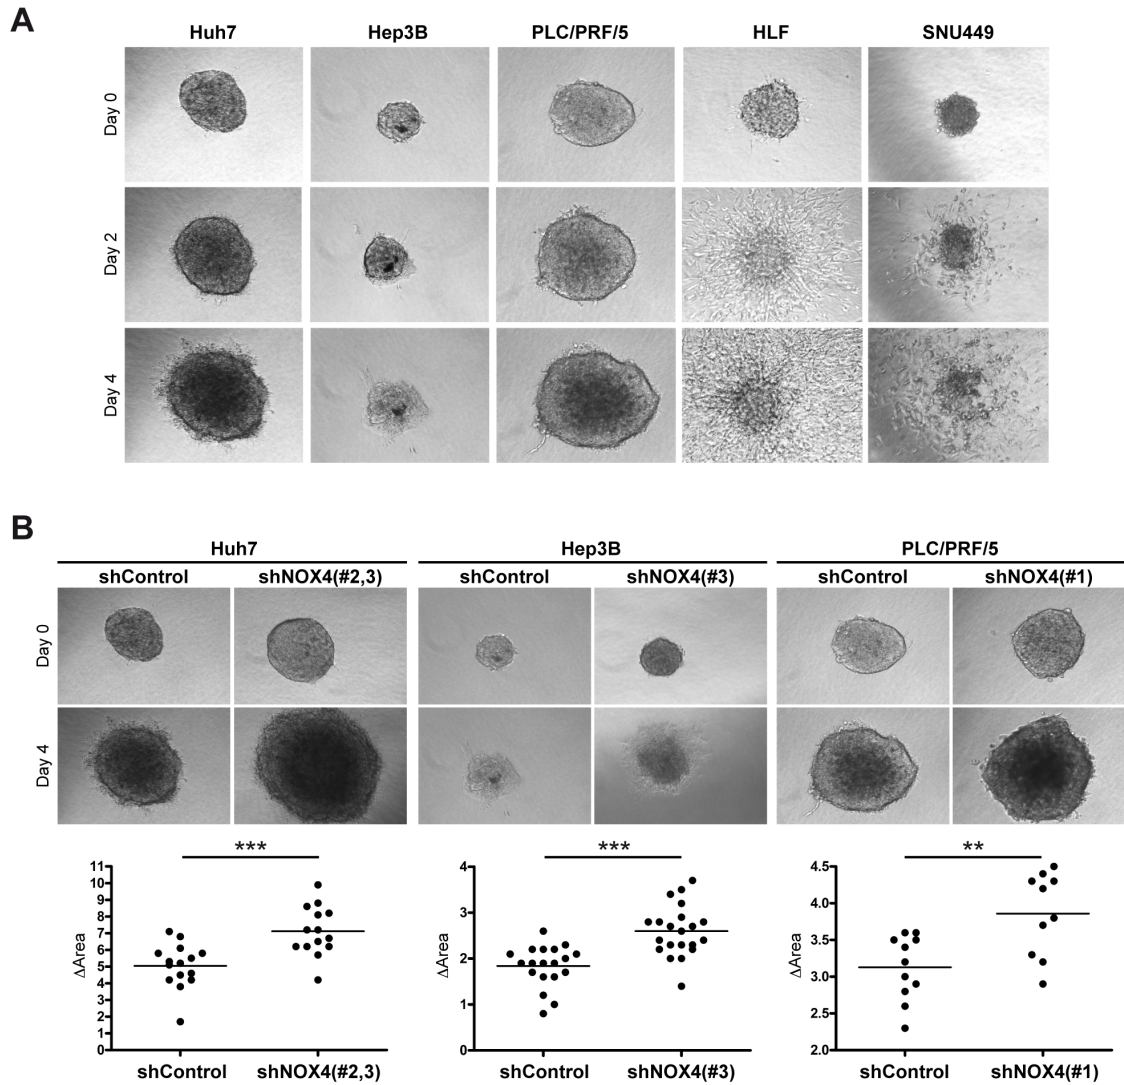 A
Huh7 Hep3B PLC/PRF/5 HLF SNU449
Day 0
Day 2
Day 4
B
Huh7 Hep3B PLC/PRF/5
shControl shNOX4(#2,3) shControl shNOX4(#3) shControl shNOX4(#1)
Day 0
Day 4
*** *** **
ΔArea
11
10
9
8
7
6
5
4
3
2
1
0
shControl shNOX4(#2,3)
ΔArea
4
3
2
1
0
shControl shNOX4(#3)
ΔArea
4.5
4.0
3.5
3.0
2.5
2.0
shControl shNOX4(#1)